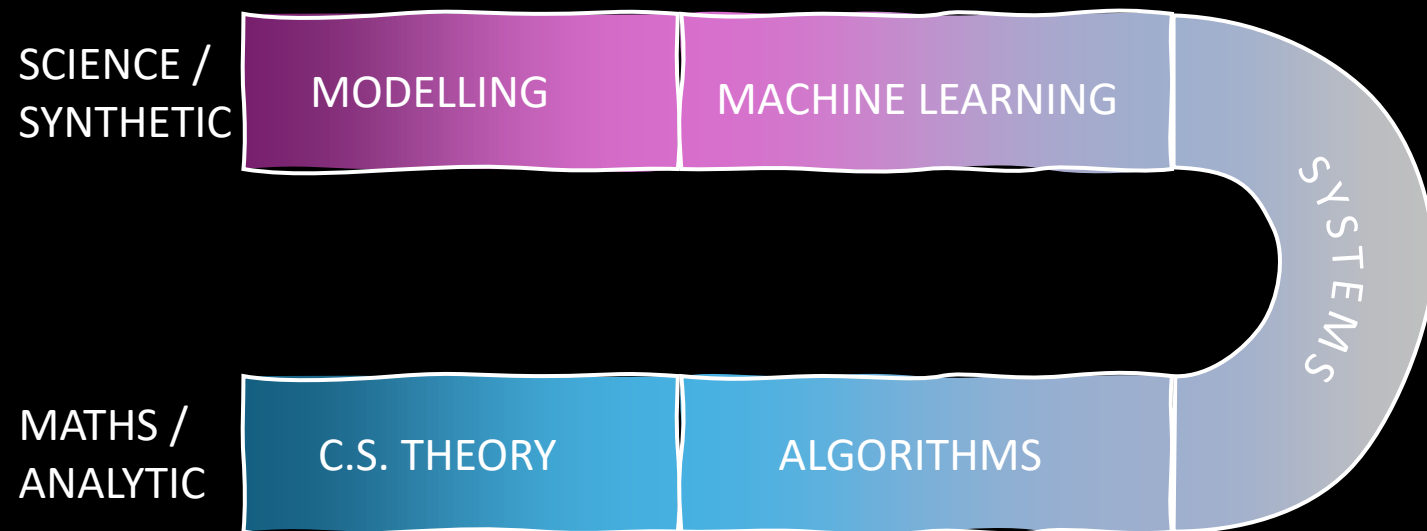 SCIENCE /
SYNTHETIC
MODELLING
MACHINE LEARNING
SYSTEMS
MATHS /
ANALYTIC
C.S. THEORY
ALGORITHMS